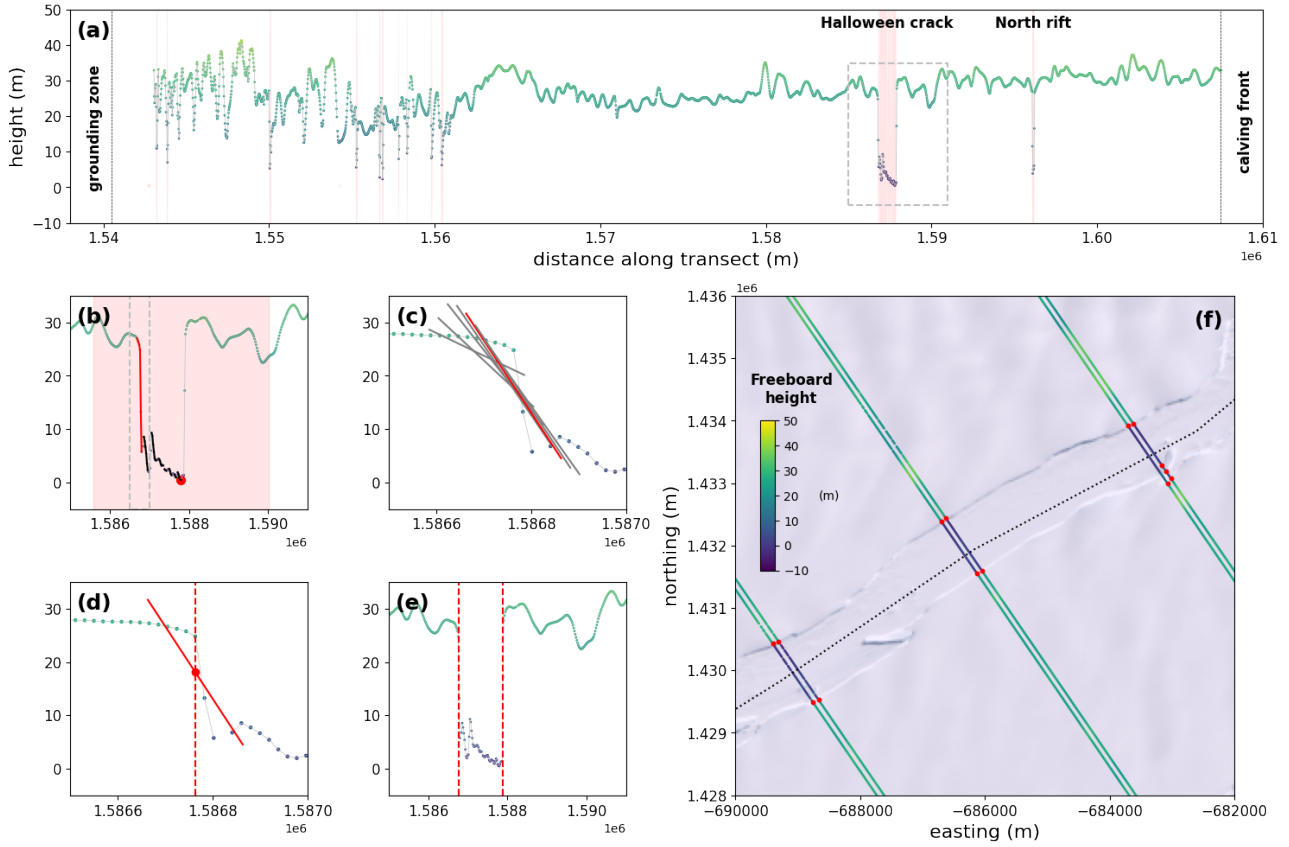 (a)
Halloween crack
North rift
grounding zone
calving front
height (m)
50
40
30
20
10
0
−10
1.54
1.55
1.56
1.57
1.58
1.59
1.60
1.61
1e6
distance along transect (m)
(b)
30
20
10
0
1.586
1.588
1.590
1e6
(c)
30
20
10
0
1.5866
1.5868
1.5870
1e6
(d)
30
20
10
0
1.5866
1.5868
1.5870
1e6
(e)
30
20
10
0
1.586
1.588
1.590
1e6
1e6
(f)
1.436
1.435
1.434
1.433
1.432
1.431
1.430
1.429
1.428
northing (m)
Freeboard
height
50
40
30
20
10
0
−10
(m)
−690000
−688000
−686000
−684000
−682000
easting (m)